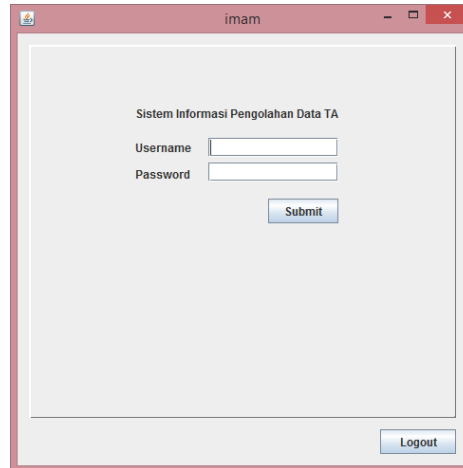 imam
Sistem Informasi Pengolahan Data TA
Username
Password
Submit
Logout